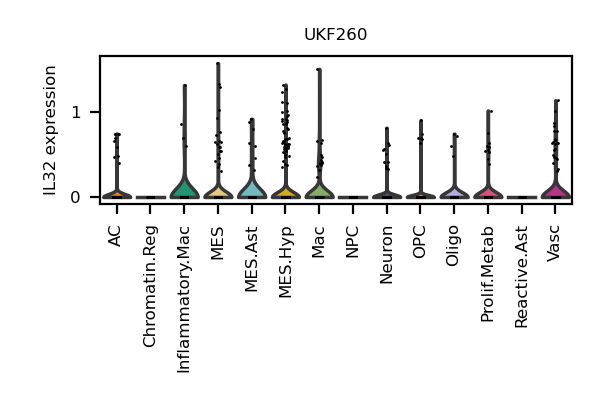 UKF260
IL32 expression
1
0
AC
Chromatin.Reg
Inflammatory.Mac
MES
MES.Ast
MES.Hyp
Mac
NPC
Neuron
OPC
Oligo
Prolif.Metab
Reactive.Ast
Vasc